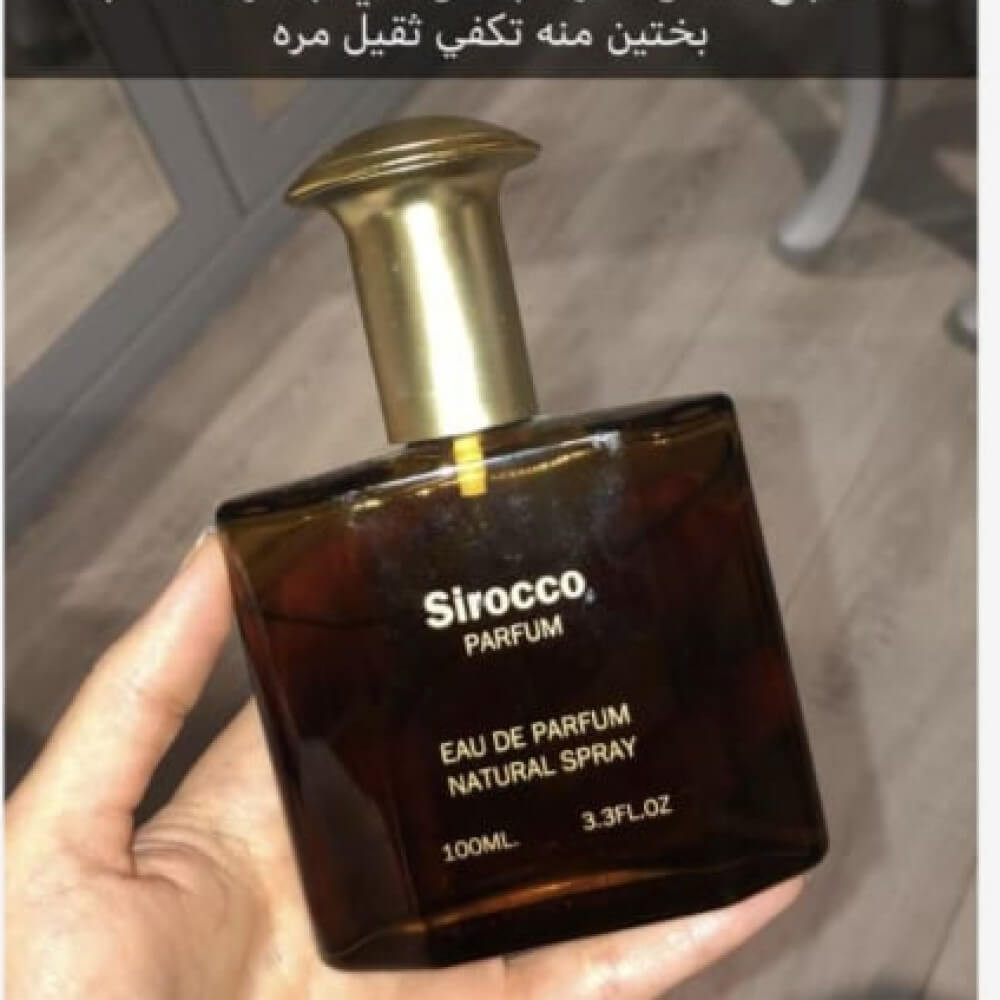 بختين منه تكفي ثقيل مره
Sirocco
PARFUM
EAU DE PARFUM
NATURAL SPRAY
100ML. 3.3FL.OZ